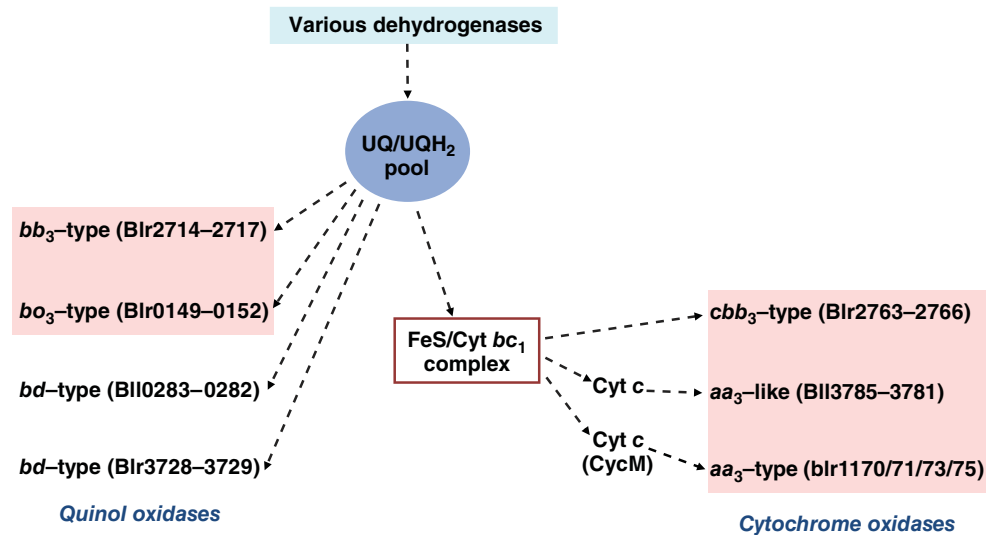 Various dehydrogenases
UQ/UQH₂
pool
bb₃–type (Blr2714–2717)
bo₃–type (Blr0149–0152)
bd–type (Bll0283–0282)
bd–type (Blr3728–3729)
Quinol oxidases
FeS/Cyt bc₁
complex
Cyt c
Cyt c
(CycM)
cbb₃–type (Blr2763–2766)
aa₃–like (Bll3785–3781)
aa₃–type (blr1170/71/73/75)
Cytochrome oxidases